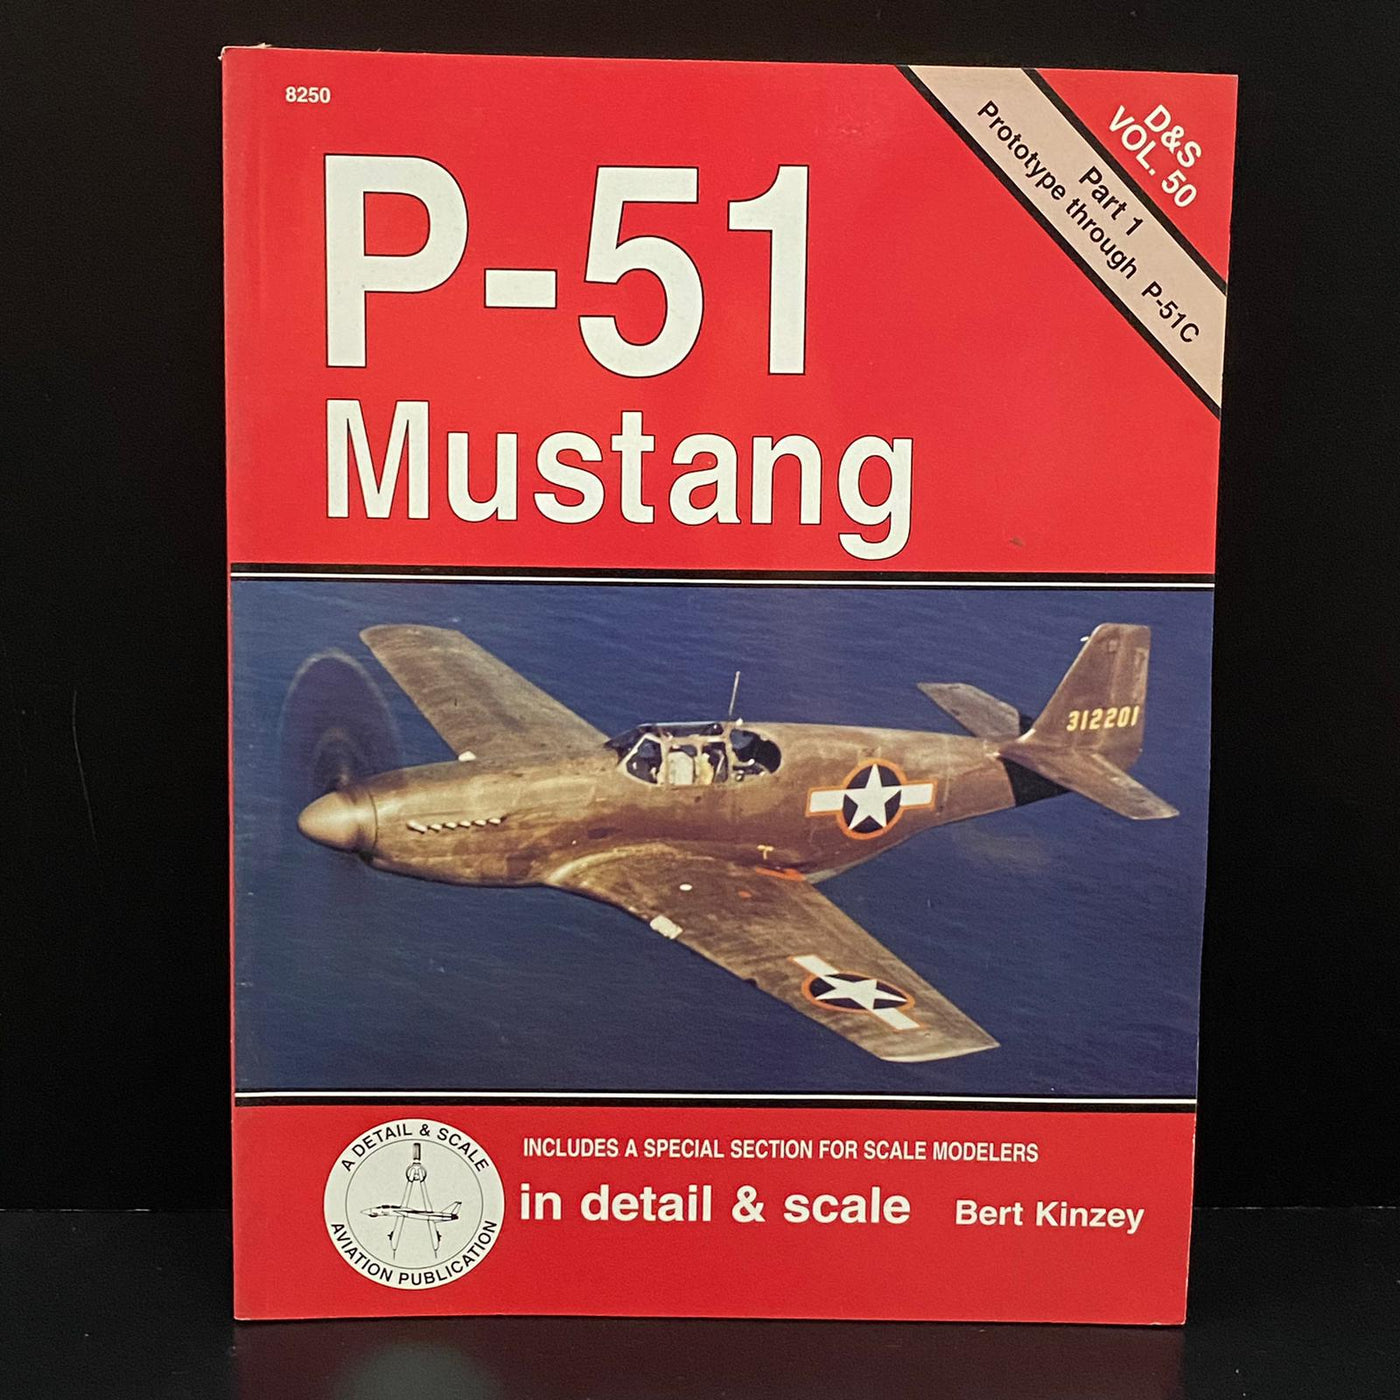 8250
D&S
VOL. 50
Part 1
Prototype through P-51C
P-51
Mustang
312201
A DETAIL & SCALE
AVIATION PUBLICATION
INCLUDES A SPECIAL SECTION FOR SCALE MODELERS
in detail & scale Bert Kinzey